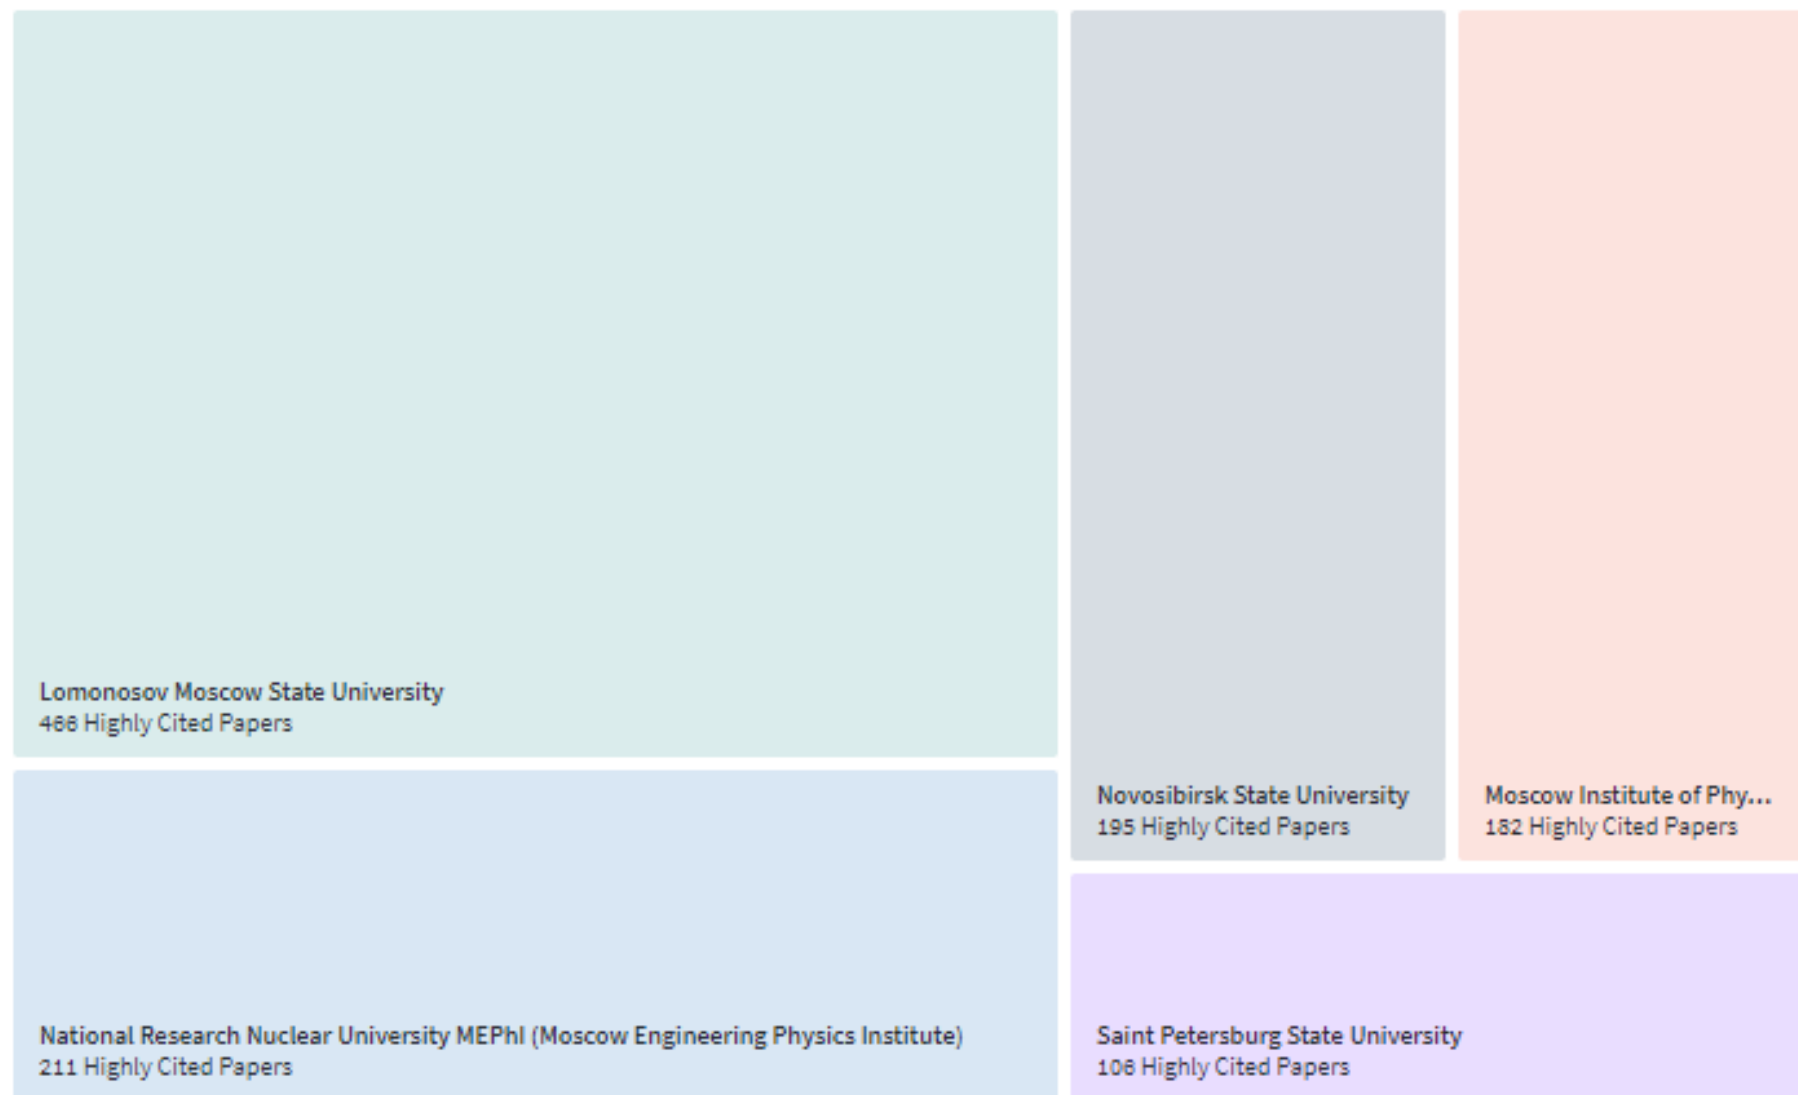 Lomonosov Moscow State University
466 Highly Cited Papers
Novosibirsk State University
195 Highly Cited Papers
Moscow Institute of Phy...
182 Highly Cited Papers
National Research Nuclear University MEPhI (Moscow Engineering Physics Institute)
211 Highly Cited Papers
Saint Petersburg State University
106 Highly Cited Papers